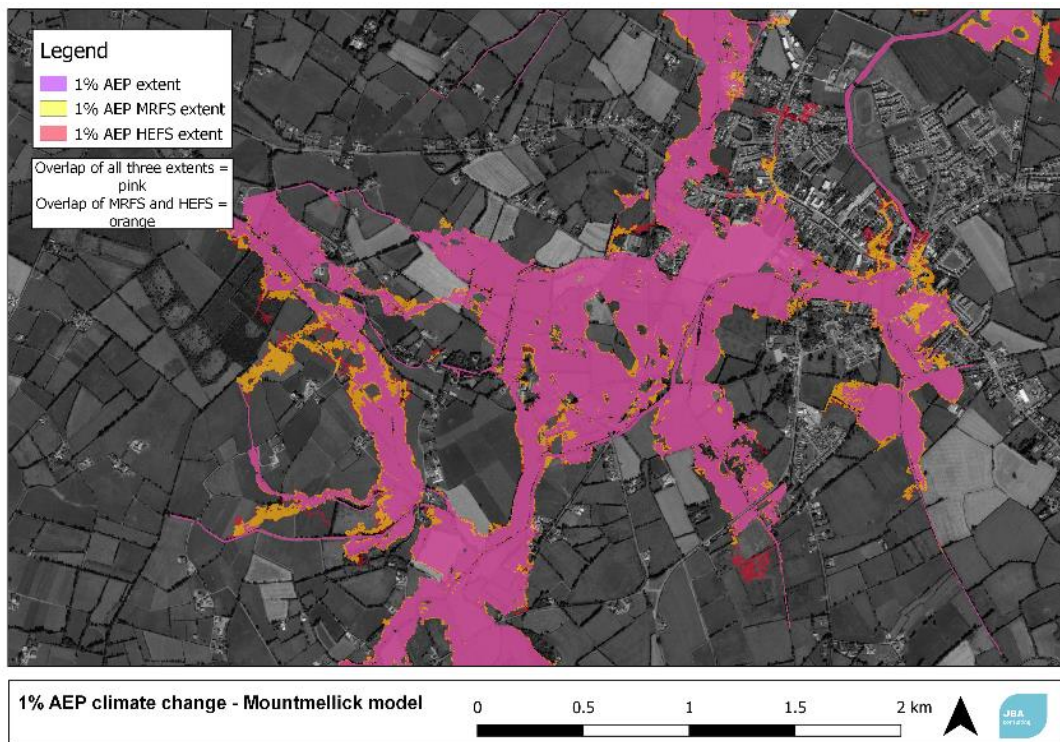 Legend
1% AEP extent
1% AEP MRFS extent
1% AEP HEFS extent
Overlap of all three extents =
pink
Overlap of MRFS and HEFS =
orange
1% AEP climate change - Mountmellick model
0 0.5 1 1.5 2 km
JBA